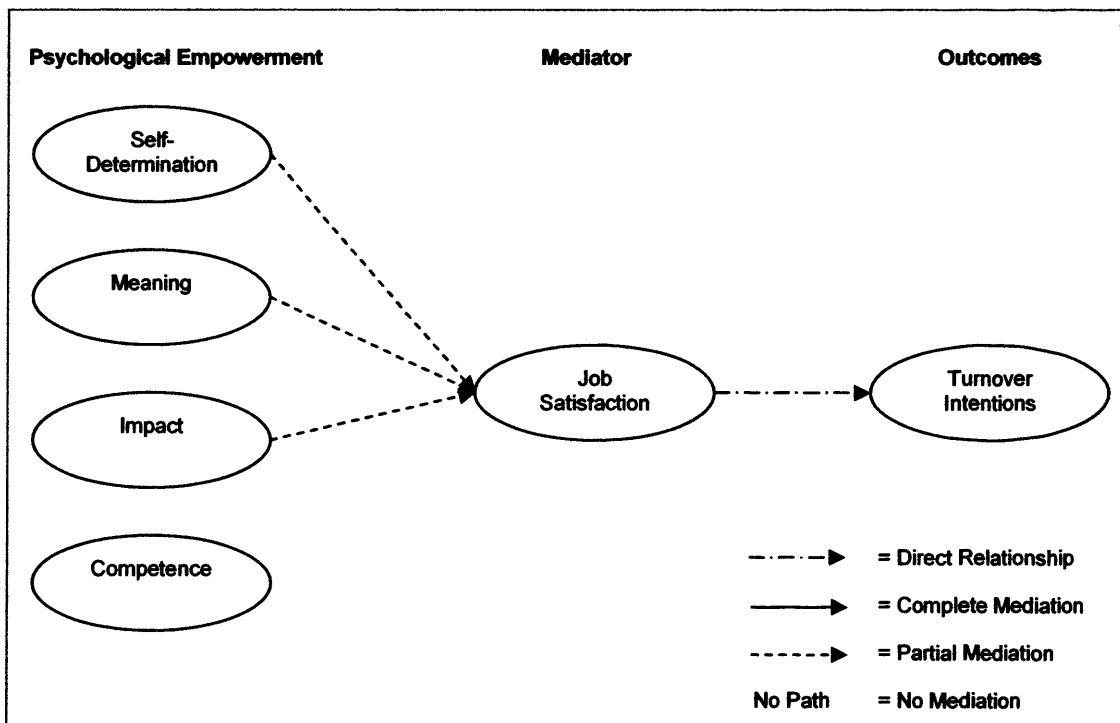 Psychological Empowerment
Mediator
Outcomes
Self-
Determination
Meaning
Impact
Competence
Job
Satisfaction
Turnover
Intentions
= Direct Relationship
= Complete Mediation
= Partial Mediation
No Path = No Mediation